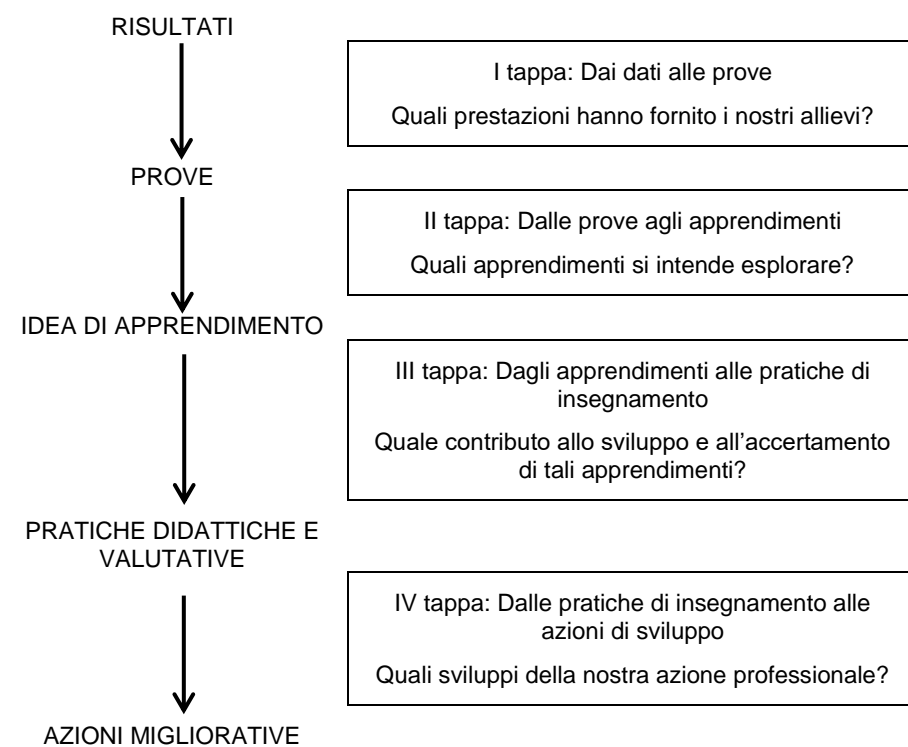 RISULTATI
I tappa: Dai dati alle prove
Quali prestazioni hanno fornito i nostri allievi?
PROVE
II tappa: Dalle prove agli apprendimenti
Quali apprendimenti si intende esplorare?
IDEA DI APPRENDIMENTO
III tappa: Dagli apprendimenti alle pratiche di
insegnamento
Quale contributo allo sviluppo e all'accertamento
di tali apprendimenti?
PRATICHE DIDATTICHE E
VALUTATIVE
IV tappa: Dalle pratiche di insegnamento alle
azioni di sviluppo
Quali sviluppi della nostra azione professionale?
AZIONI MIGLIORATIVE